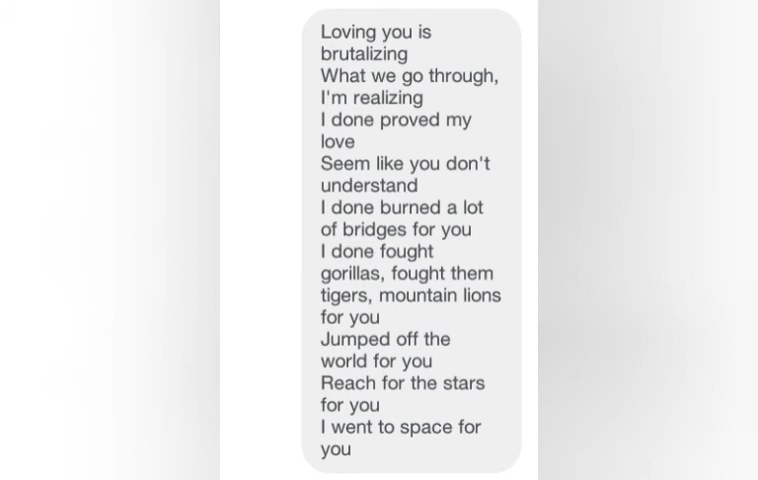 Loving you is
brutalizing
What we go through,
I'm realizing
I done proved my
love
Seem like you don't
understand
I done burned a lot
of bridges for you
I done fought
gorillas, fought them
tigers, mountain lions
for you
Jumped off the
world for you
Reach for the stars
for you
I went to space for
you